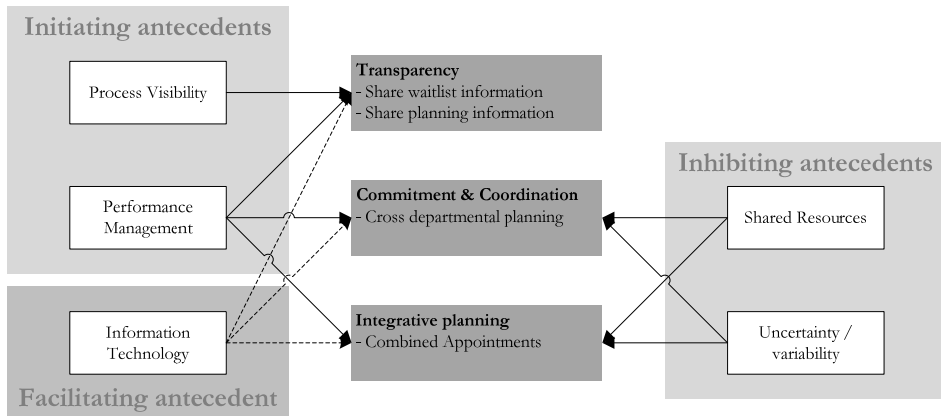 Initiating antecedents
Process Visibility
Performance
Management
Information
Technology
Facilitating antecedent
Transparency
- Share waitlist information
- Share planning information
Commitment & Coordination
- Cross departmental planning
Integrative planning
- Combined Appointments
Inhibiting antecedents
Shared Resources
Uncertainty /
variability